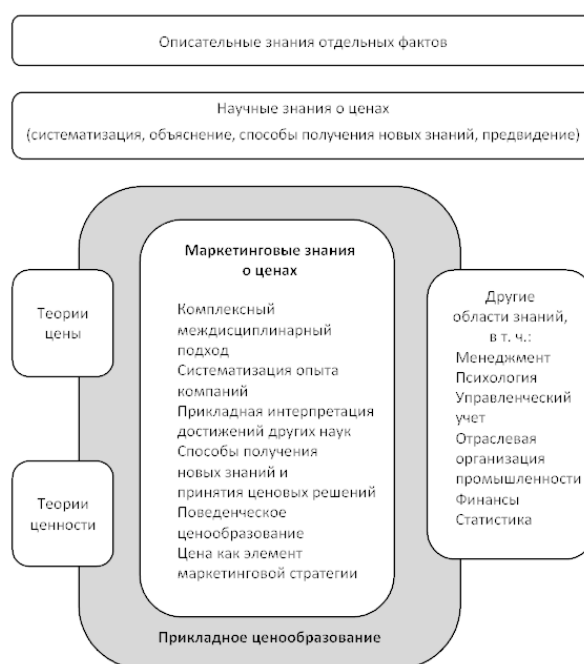 Описательные знания отдельных фактов
Научные знания о ценах
(систематизация, объяснение, способы получения новых знаний, предвидение)
Маркетинговые знания
о ценах
Комплексный
междисциплинарный
подход
Систематизация опыта
компаний
Прикладная интерпретация
достижений других наук
Способы получения
новых знаний и
принятия ценовых решений
Поведенческое
ценообразование
Цена как элемент
маркетинговой стратегии
Теории
цены
Теории
ценности
Другие
области знаний,
в т. ч.:
Менеджмент
Психология
Управленческий
учет
Отраслевая
организация
промышленности
Финансы
Статистика
Прикладное ценообразование